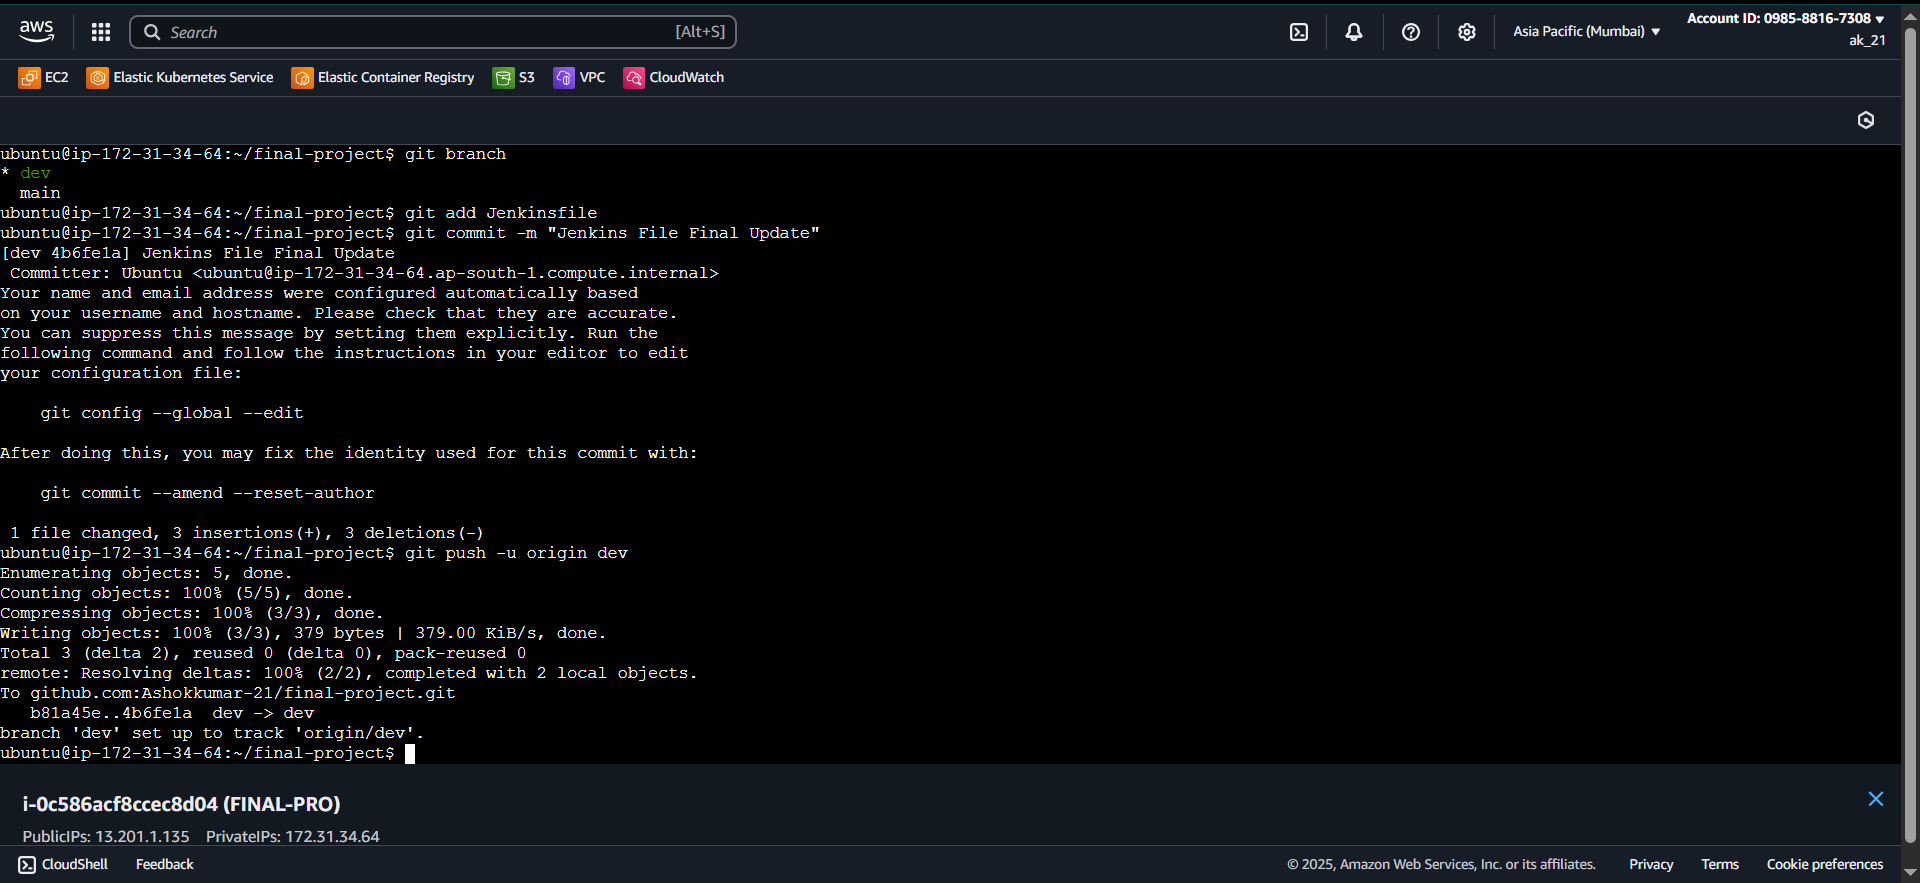 aws
Search [Alt+S]
Asia Pacific (Mumbai)
Account ID: 0985-8816-7308
ak_21
EC2 Elastic Kubernetes Service Elastic Container Registry S3 VPC CloudWatch
ubuntu@ip-172-31-34-64:~/final-project$ git branch
* dev
  main
ubuntu@ip-172-31-34-64:~/final-project$ git add Jenkinsfile
ubuntu@ip-172-31-34-64:~/final-project$ git commit -m "Jenkins File Final Update"
[dev 4b6fe1a] Jenkins File Final Update
 Committer: Ubuntu <ubuntu@ip-172-31-34-64.ap-south-1.compute.internal>
Your name and email address were configured automatically based
on your username and hostname. Please check that they are accurate.
You can suppress this message by setting them explicitly. Run the
following command and follow the instructions in your editor to edit
your configuration file:
    git config --global --edit
After doing this, you may fix the identity used for this commit with:
    git commit --amend --reset-author
 1 file changed, 3 insertions(+), 3 deletions(-)
ubuntu@ip-172-31-34-64:~/final-project$ git push -u origin dev
Enumerating objects: 5, done.
Counting objects: 100% (5/5), done.
Compressing objects: 100% (3/3), done.
Writing objects: 100% (3/3), 379 bytes | 379.00 KiB/s, done.
Total 3 (delta 2), reused 0 (delta 0), pack-reused 0
remote: Resolving deltas: 100% (2/2), completed with 2 local objects.
To github.com:Ashokkumar-21/final-project.git
   b81a45e..4b6fe1a  dev -> dev
branch 'dev' set up to track 'origin/dev'.
ubuntu@ip-172-31-34-64:~/final-project$
i-0c586acf8ccec8d04 (FINAL-PRO)
PublicIPs: 13.201.1.135 PrivateIPs: 172.31.34.64
CloudShell Feedback © 2025, Amazon Web Services, Inc. or its affiliates. Privacy Terms Cookie preferences